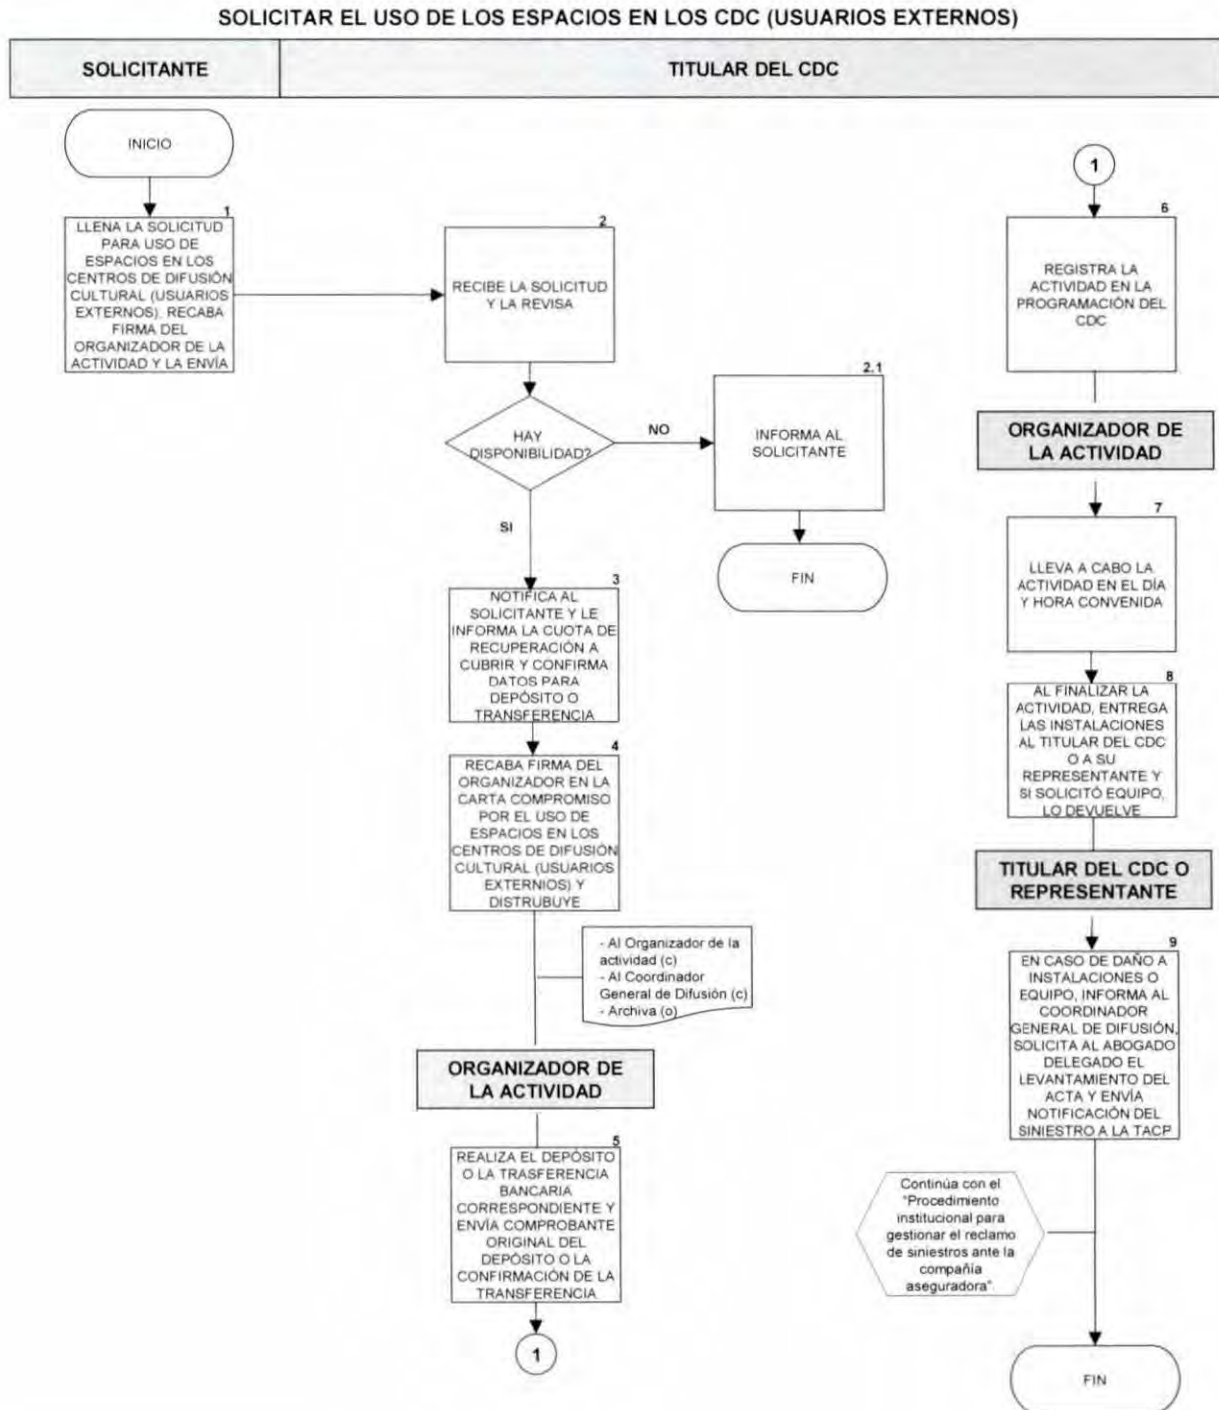 SOLICITAR EL USO DE LOS ESPACIOS EN LOS CDC (USUARIOS EXTERNOS)
SOLICITANTE
TITULAR DEL CDC
INICIO
1
LLENA LA SOLICITUD
PARA USO DE
ESPACIOS EN LOS
CENTROS DE DIFUSIÓN
CULTURAL (USUARIOS
EXTERNOS), RECABA
FIRMA DEL
ORGANIZADOR DE LA
ACTIVIDAD Y LA ENVÍA
2
RECIBE LA SOLICITUD
Y LA REVISA
HAY
DISPONIBILIDAD?
NO
2.1
INFORMA AL
SOLICITANTE
FIN
SI
3
NOTIFICA AL
SOLICITANTE Y LE
INFORMA LA CUOTA DE
RECUPERACIÓN A
CUBRIR Y CONFIRMA
DATOS PARA
DEPÓSITO O
TRANSFERENCIA
4
RECABA FIRMA DEL
ORGANIZADOR EN LA
CARTA COMPROMISO
POR EL USO DE
ESPACIOS EN LOS
CENTROS DE DIFUSIÓN
CULTURAL (USUARIOS
EXTERNIOS) Y
DISTRUBUYE
- Al Organizador de la
actividad (c)
- Al Coordinador
General de Difusión (c)
- Archiva (o)
ORGANIZADOR DE
LA ACTIVIDAD
5
REALIZA EL DEPÓSITO
O LA TRASFERENCIA
BANCARIA
CORRESPONDIENTE Y
ENVÍA COMPROBANTE
ORIGINAL DEL
DEPÓSITO O LA
CONFIRMACIÓN DE LA
TRANSFERENCIA
1
1
6
REGISTRA LA
ACTIVIDAD EN LA
PROGRAMACIÓN DEL
CDC
ORGANIZADOR DE
LA ACTIVIDAD
7
LLEVA A CABO LA
ACTIVIDAD EN EL DÍA
Y HORA CONVENIDA
8
AL FINALIZAR LA
ACTIVIDAD, ENTREGA
LAS INSTALACIONES
AL TITULAR DEL CDC
O A SU
REPRESENTANTE Y
SI SOLICITÓ EQUIPO,
LO DEVUELVE
TITULAR DEL CDC O
REPRESENTANTE
9
EN CASO DE DAÑO A
INSTALACIONES O
EQUIPO, INFORMA AL
COORDINADOR
GENERAL DE DIFUSIÓN,
SOLICITA AL ABOGADO
DELEGADO EL
LEVANTAMIENTO DEL
ACTA Y ENVÍA
NOTIFICACIÓN DEL
SINIESTRO A LA TACP
Continúa con el
"Procedimiento
institucional para
gestionar el reclamo
de siniestros ante la
compañía
aseguradora"
FIN